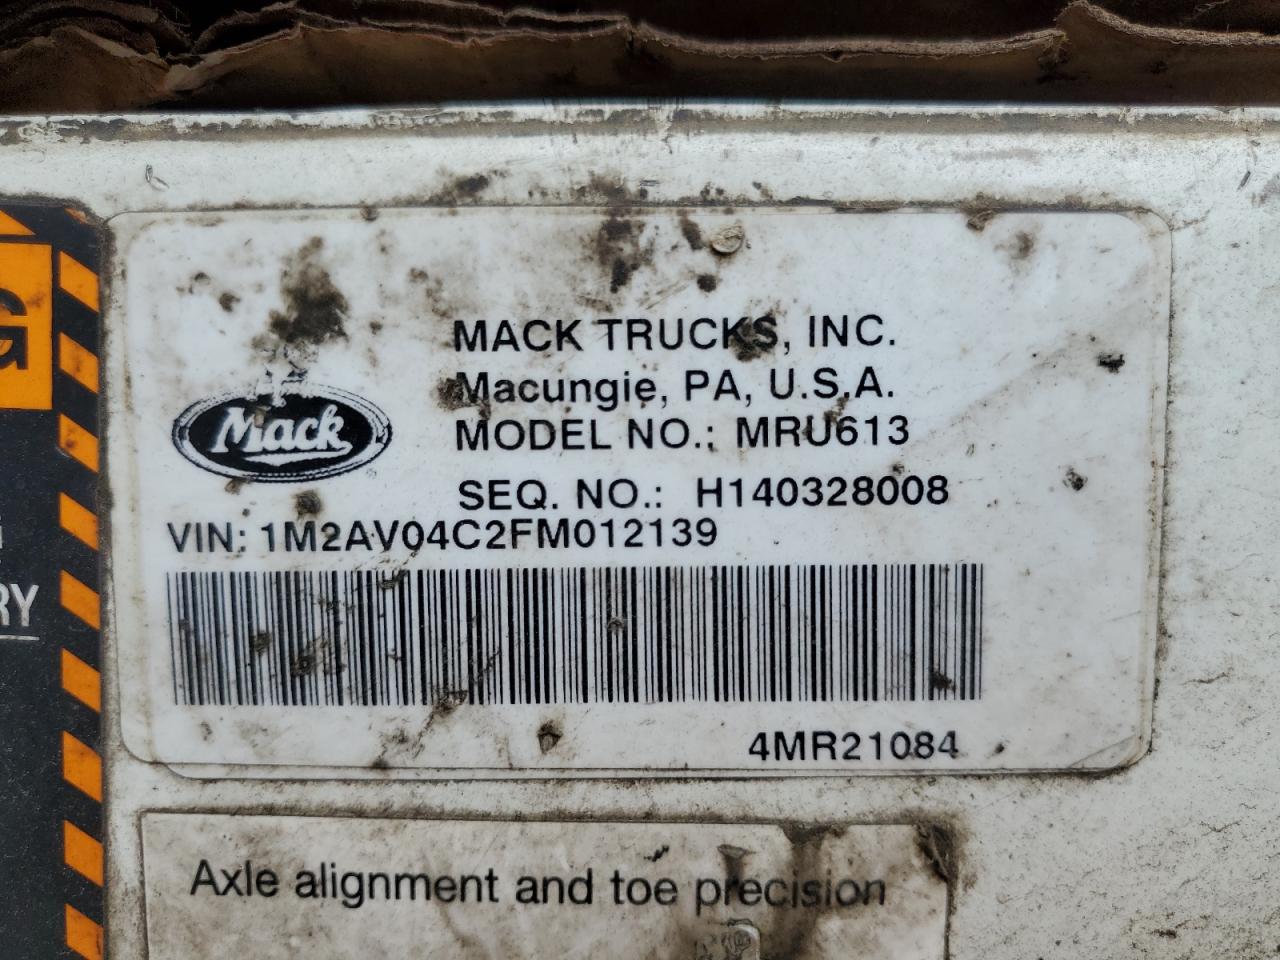 MACK TRUCKS, INC.
Macungie, PA, U.S.A.
Mack
MODEL NO.: MRU613
SEQ. NO.: H140328008
VIN: 1M2AV04C2FM012139
4MR21084
G
RY
Axle alignment and toe precision